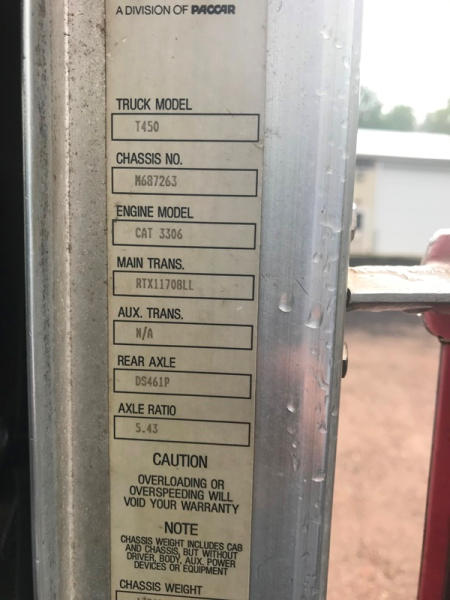 A DIVISION OF PACCAR
TRUCK MODEL
T450
CHASSIS NO.
M687263
ENGINE MODEL
CAT 3306
MAIN TRANS.
RTX11708LL
AUX. TRANS.
N/A
REAR AXLE
DS461P
AXLE RATIO
5.43
CAUTION
OVERLOADING OR
OVERSPEEDING WILL
VOID YOUR WARRANTY
NOTE
CHASSIS WEIGHT INCLUDES CAB
AND CHASSIS, BUT WITHOUT
DRIVER, BODY, AUX. POWER
DEVICES OR EQUIPMENT
CHASSIS WEIGHT